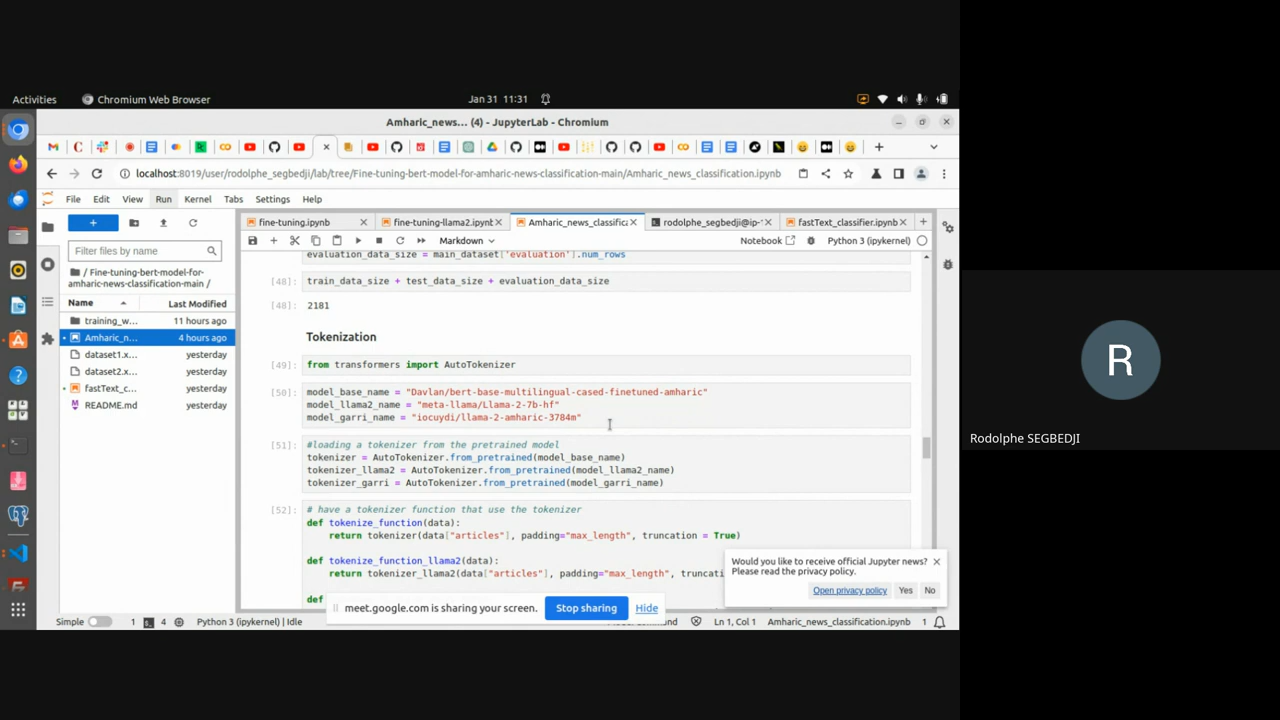 Activities
Chromium Web Browser
Jan 31 11:31
Amharic_news... (4) - JupyterLab - Chromium
localhost:8019/user/rodolphe_segbedji/lab/tree/Fine-tuning-bert-model-for-amharic-news-classification-main/Amharic_news_classification.ipynb
File Edit View Run Kernel Tabs Settings Help
fine-tuning.ipynb
fine-tuning-llama2.ipynb
Amharic_news_classifica
rodolphe_segbedji@ip-
fastText_classifier.ipynb
Filter files by name
Markdown
Notebook
Python 3 (ipykernel)
/ Fine-tuning-bert-model-for-
amharic-news-classification-main /
Name Last Modified
training_w... 11 hours ago
Amharic_n... 4 hours ago
dataset1.x... yesterday
dataset2.x... yesterday
fastText_c... yesterday
README.md yesterday
evaluation_data_size = main_dataset['evaluation'].num_rows
[48]: train_data_size + test_data_size + evaluation_data_size
[48]: 2181
Tokenization
[49]: from transformers import AutoTokenizer
[50]: model_base_name = "Davlan/bert-base-multilingual-cased-finetuned-amharic"
model_llama2_name = "meta-llama/Llama-2-7b-hf"
model_garri_name = "iocuydi/llama-2-amharic-3784m"
[51]: #loading a tokenizer from the pretrained model
tokenizer = AutoTokenizer.from_pretrained(model_base_name)
tokenizer_llama2 = AutoTokenizer.from_pretrained(model_llama2_name)
tokenizer_garri = AutoTokenizer.from_pretrained(model_garri_name)
[52]: # have a tokenizer function that use the tokenizer
def tokenize_function(data):
return tokenizer(data["articles"], padding="max_length", truncation = True)
def tokenize_function_llama2(data):
return tokenizer_llama2(data["articles"], padding="max_length", truncati
def
Would you like to receive official Jupyter news?
Please read the privacy policy.
Open privacy policy Yes No
meet.google.com is sharing your screen. Stop sharing Hide
Simple 1 4 Python 3 (ipykernel) | Idle
Ln 1, Col 1 Amharic_news_classification.ipynb 1
R
Rodolphe SEGBEDJI